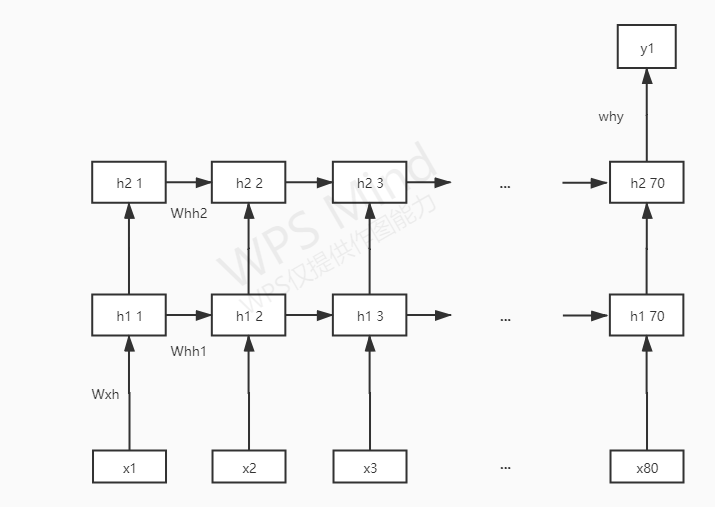 y1
why
h2 1
h2 2
h2 3
...
h2 70
Whh2
WPS Mind
WPS仅提供作图能力
h1 1
h1 2
h1 3
...
h1 70
Whh1
Wxh
x1
x2
x3
...
x80